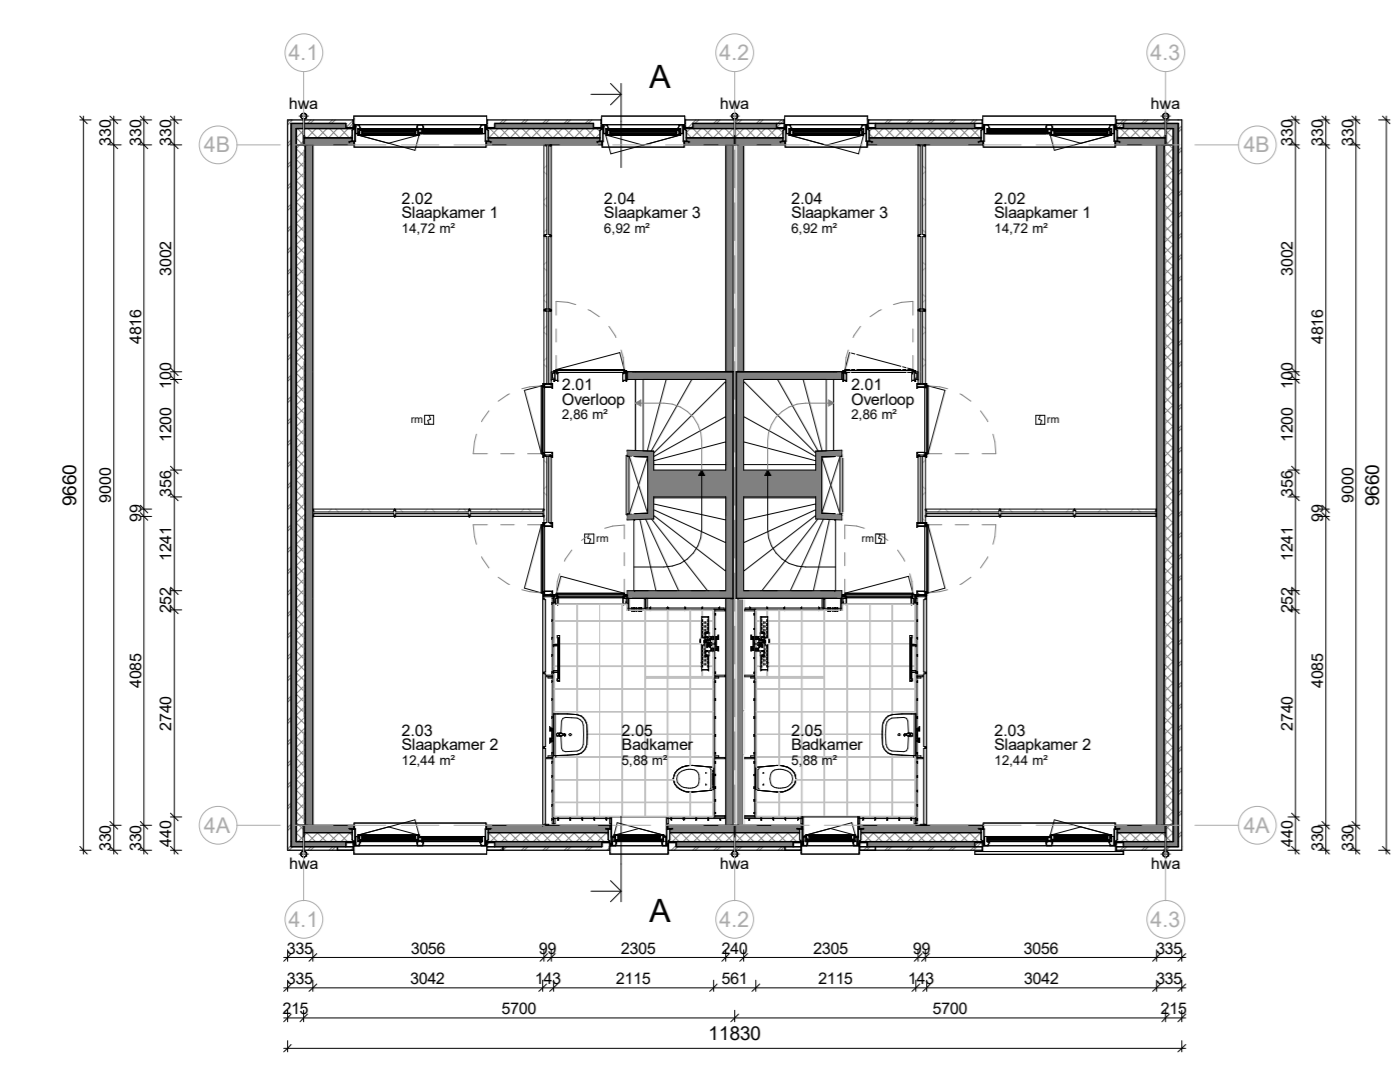 4.1 4.2 4.3
A
hwa hwa hwa
4B 4B
330 330 330 330 330 330
2.02 2.04 2.04 2.02
Slaapkamer 1 Slaapkamer 3 Slaapkamer 3 Slaapkamer 1
14,72 m² 6,92 m² 6,92 m² 14,72 m²
3002 3002
4816 4816
100 100
2.01 2.01
Overloop Overloop
2,86 m² 2,86 m²
rm rm
1200 1200
9660 9000 356 356 9000 9660
99 99
rm rm
1241 1241
252 252
4085 4085
2740 2740
2.03 2.05 2.05 2.03
Slaapkamer 2 Badkamer Badkamer Slaapkamer 2
12,44 m² 5,88 m² 5,88 m² 12,44 m²
4A 4A
330 330 440 440 330 330
hwa hwa hwa
A
4.1 4.2 4.3
335 3056 99 2305 240 2305 99 3056 335
335 3042 143 2115 561 2115 143 3042 335
215 5700 5700 215
11830